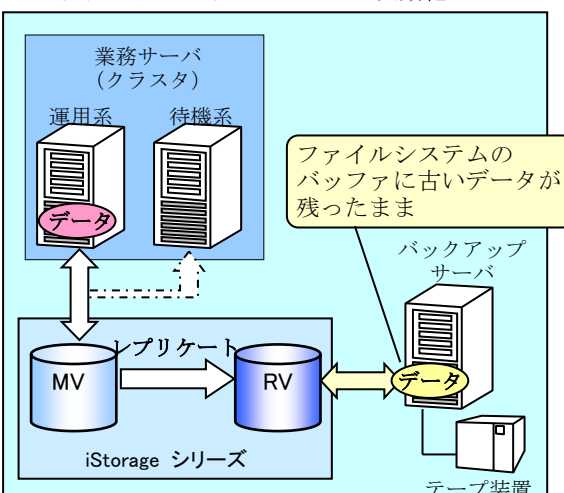 業務サーバ
(クラスタ)
運用系
待機系
データ
ファイルシステムの
バッファに古いデータが
残ったまま
バックアップ
サーバ
レプリケート
MV
RV
データ
iStorage シリーズ
テープ装置